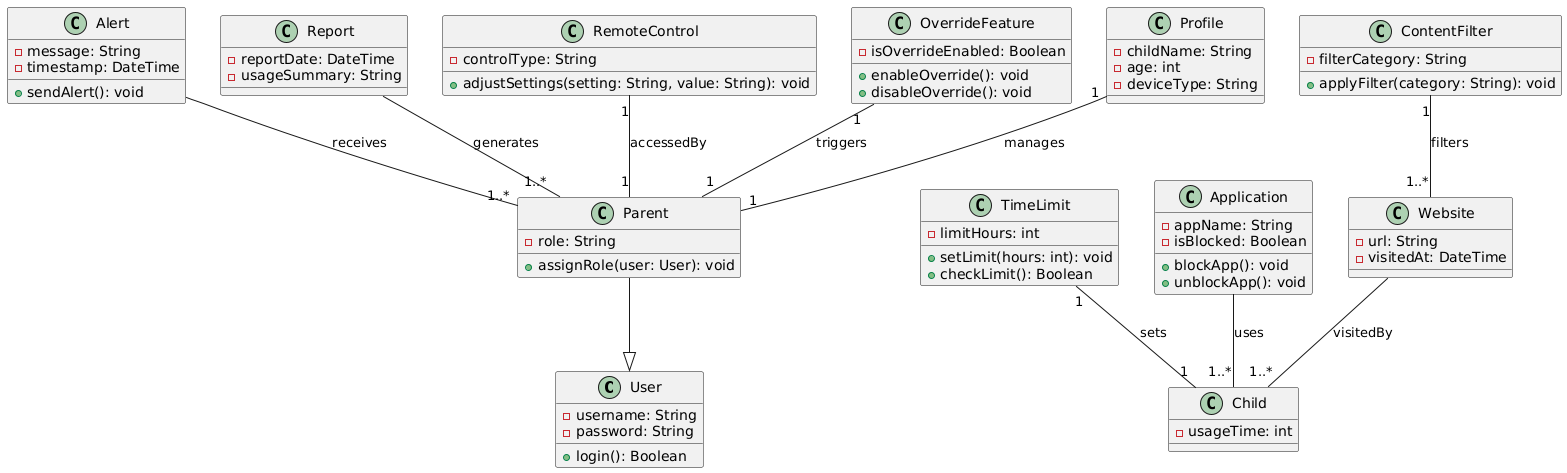 C Alert
message: String
timestamp: DateTime
sendAlert(): void
C Report
reportDate: DateTime
usageSummary: String
C RemoteControl
controlType: String
adjustSettings(setting: String, value: String): void
C OverrideFeature
isOverrideEnabled: Boolean
enableOverride(): void
disableOverride(): void
C Profile
childName: String
age: int
deviceType: String
C ContentFilter
filterCategory: String
applyFilter(category: String): void
receives
1..*
generates
1..*
1
accessedBy
1
1
triggers
1
1
manages
1
1
filters
1..*
C Parent
role: String
assignRole(user: User): void
C TimeLimit
limitHours: int
setLimit(hours: int): void
checkLimit(): Boolean
C Application
appName: String
isBlocked: Boolean
blockApp(): void
unblockApp(): void
C Website
url: String
visitedAt: DateTime
1
sets
1
uses
1..*
visitedBy
1..*
C User
username: String
password: String
login(): Boolean
C Child
usageTime: int